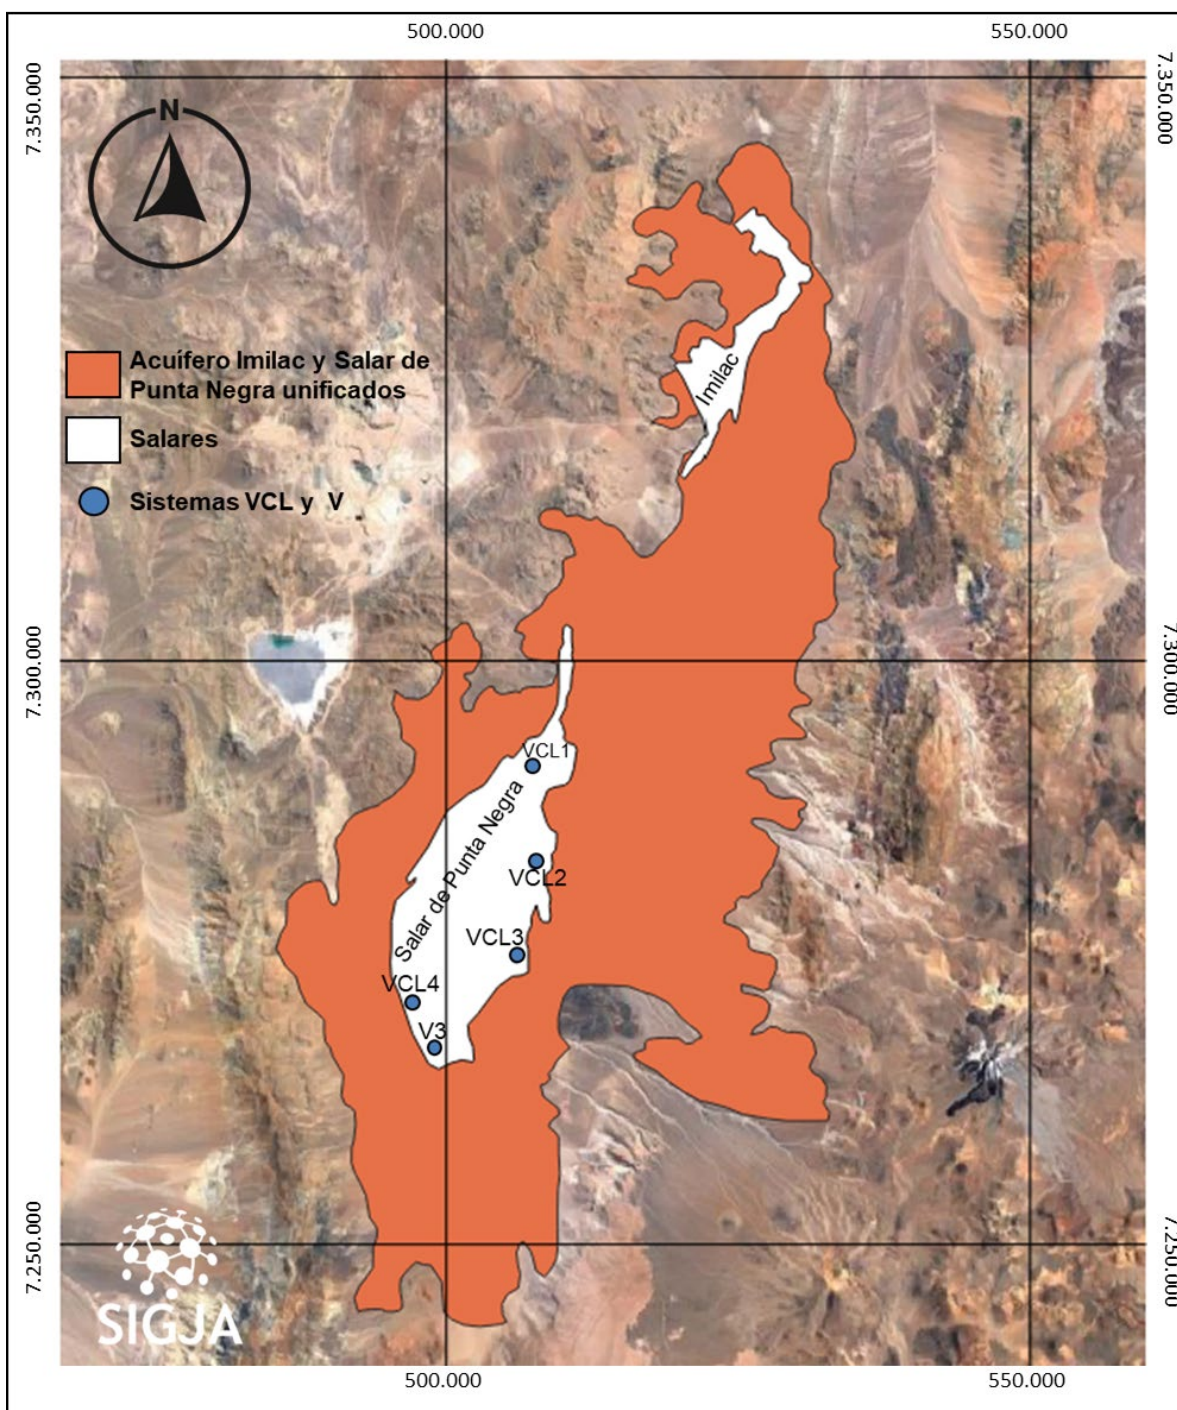 500.000
550.000
7.350.000
7.350.000
N
Acuífero Imilac y Salar de
Punta Negra unificados
Salares
Sistemas VCL y V
Imilac
7.300.000
7.300.000
VCL1
Salar de Punta Negra
VCL2
VCL3
VCL4
V3
7.250.000
7.250.000
SIGJA
500.000
550.000